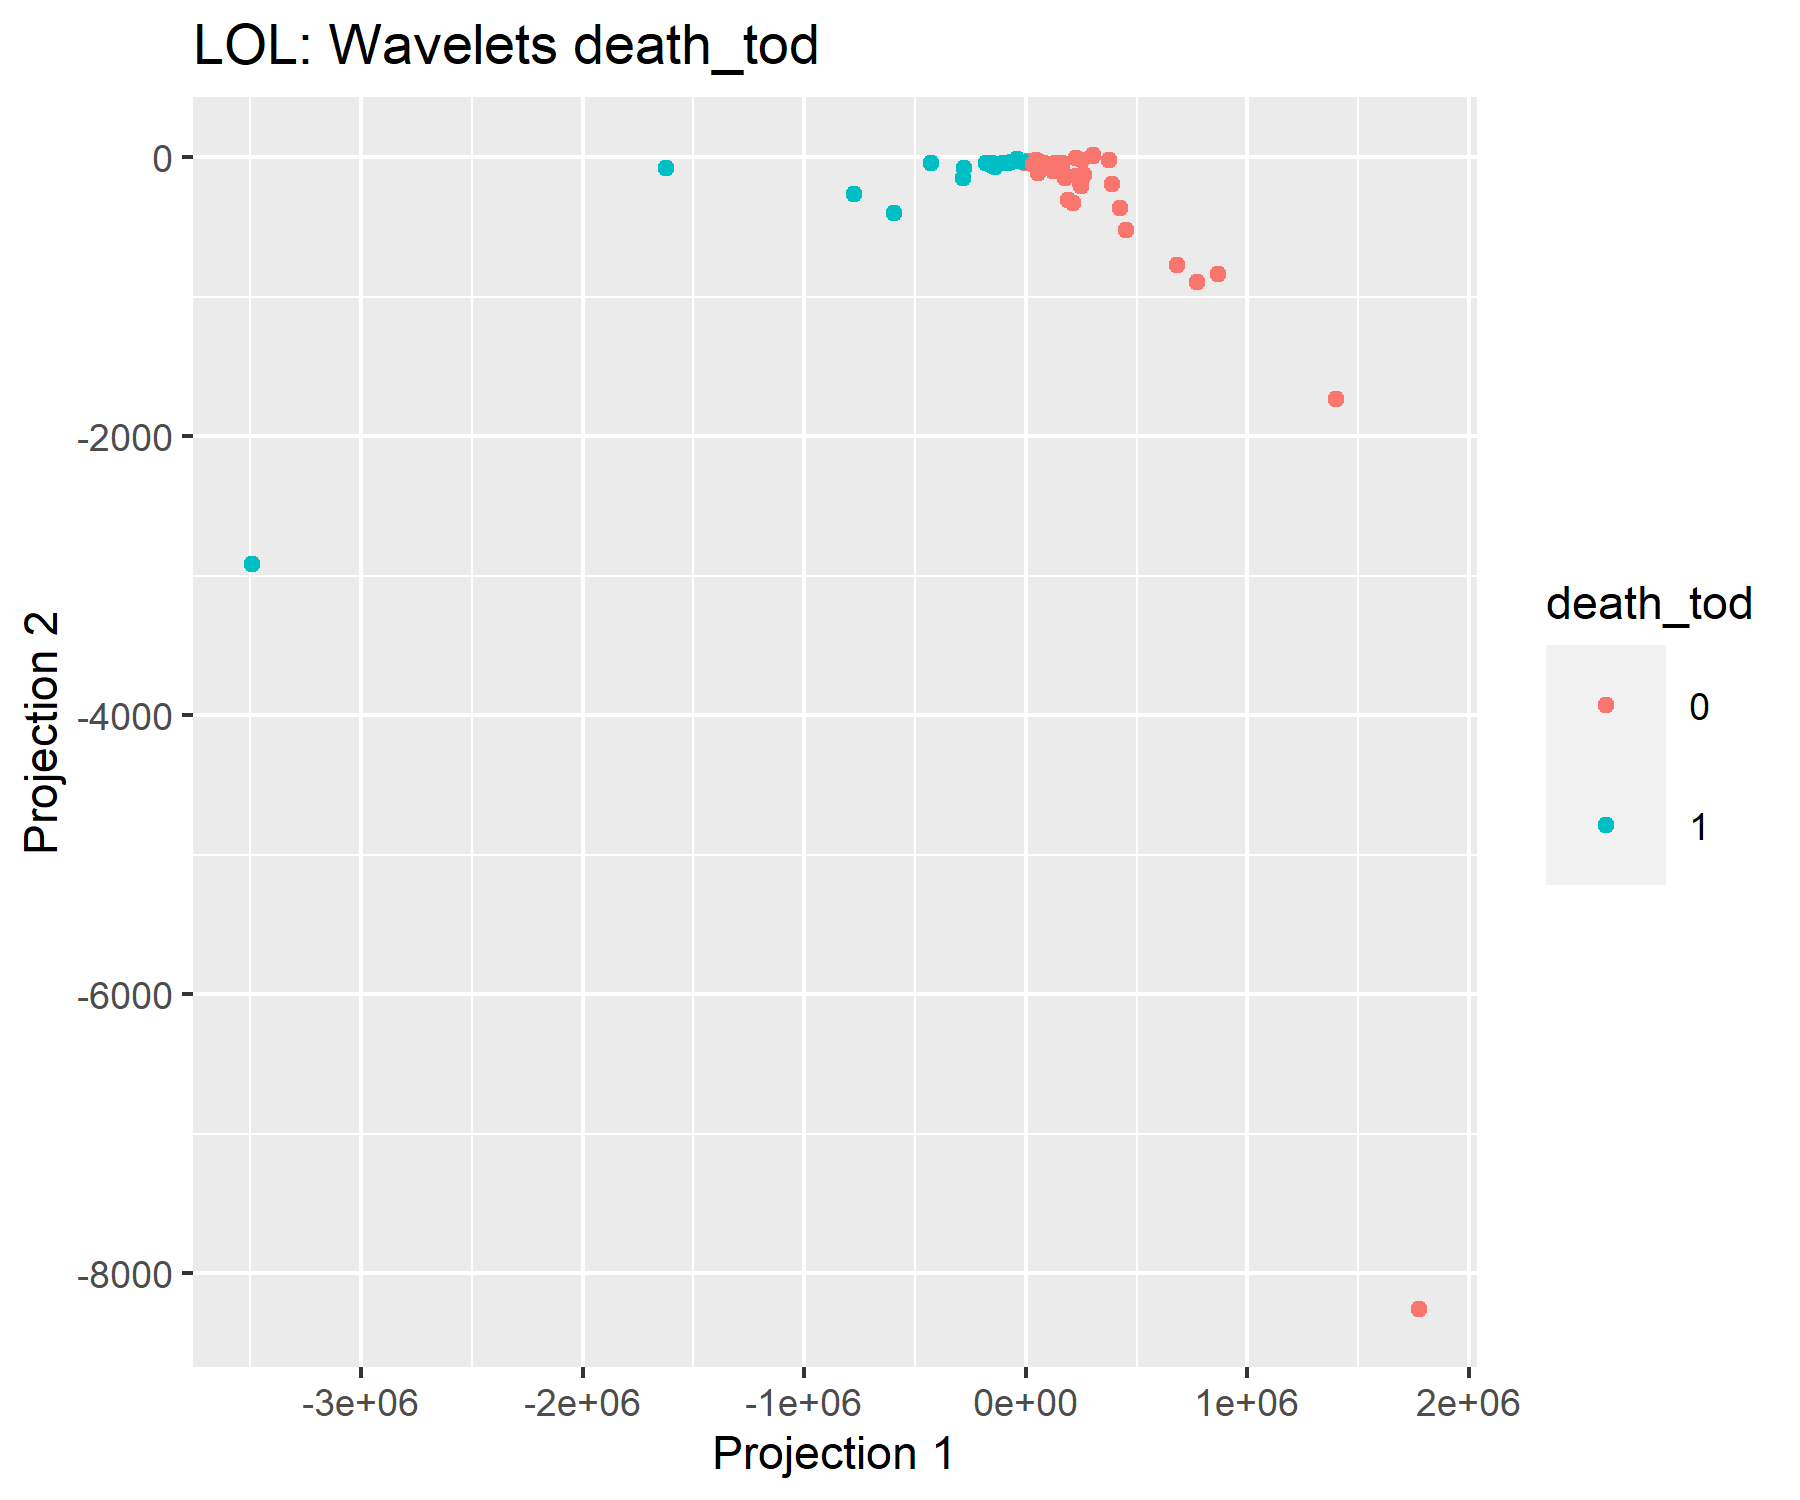 LOL: Wavelets death_tod
0
-2000
-4000
-6000
-8000
Projection 2
-3e+06
-2e+06
-1e+06
0e+00
1e+06
2e+06
Projection 1
death_tod
0
1